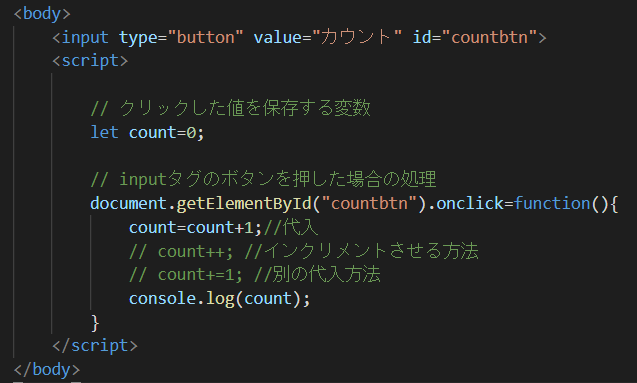 <body>
<input type="button" value="カウント" id="countbtn">
<script>
// クリックした値を保存する変数
let count=0;
// inputタグのボタンを押した場合の処理
document.getElementById("countbtn").onclick=function(){
count=count+1;//代入
// count++; //インクリメントさせる方法
// count+=1; //別の代入方法
console.log(count);
}
</script>
</body>